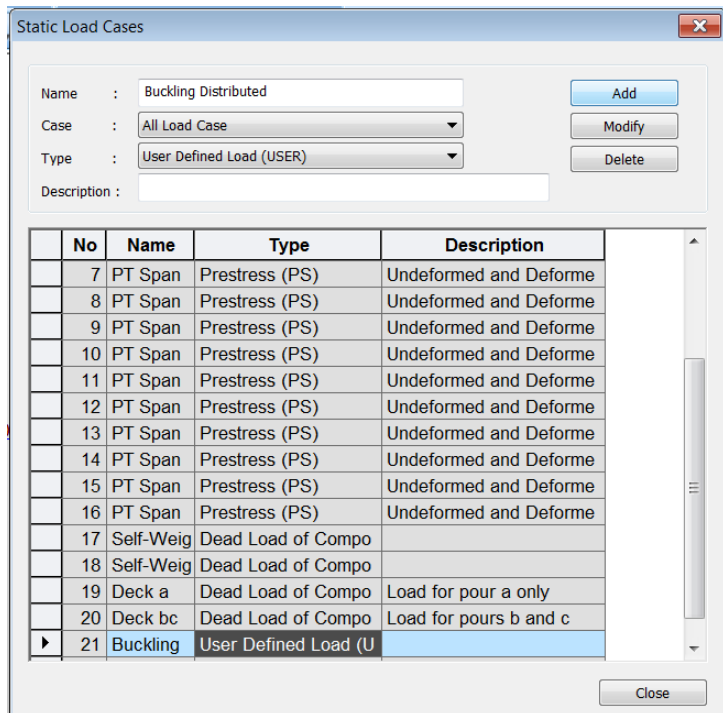 Static Load Cases
Name : Buckling Distributed Add
Case : All Load Case Modify
Type : User Defined Load (USER) Delete
Description :
No Name Type Description
7 PT Span Prestress (PS) Undeformed and Deforme
8 PT Span Prestress (PS) Undeformed and Deforme
9 PT Span Prestress (PS) Undeformed and Deforme
10 PT Span Prestress (PS) Undeformed and Deforme
11 PT Span Prestress (PS) Undeformed and Deforme
12 PT Span Prestress (PS) Undeformed and Deforme
13 PT Span Prestress (PS) Undeformed and Deforme
14 PT Span Prestress (PS) Undeformed and Deforme
15 PT Span Prestress (PS) Undeformed and Deforme
16 PT Span Prestress (PS) Undeformed and Deforme
17 Self-Weig Dead Load of Compo
18 Self-Weig Dead Load of Compo
19 Deck a Dead Load of Compo Load for pour a only
20 Deck bc Dead Load of Compo Load for pours b and c
21 Buckling User Defined Load (U
Close